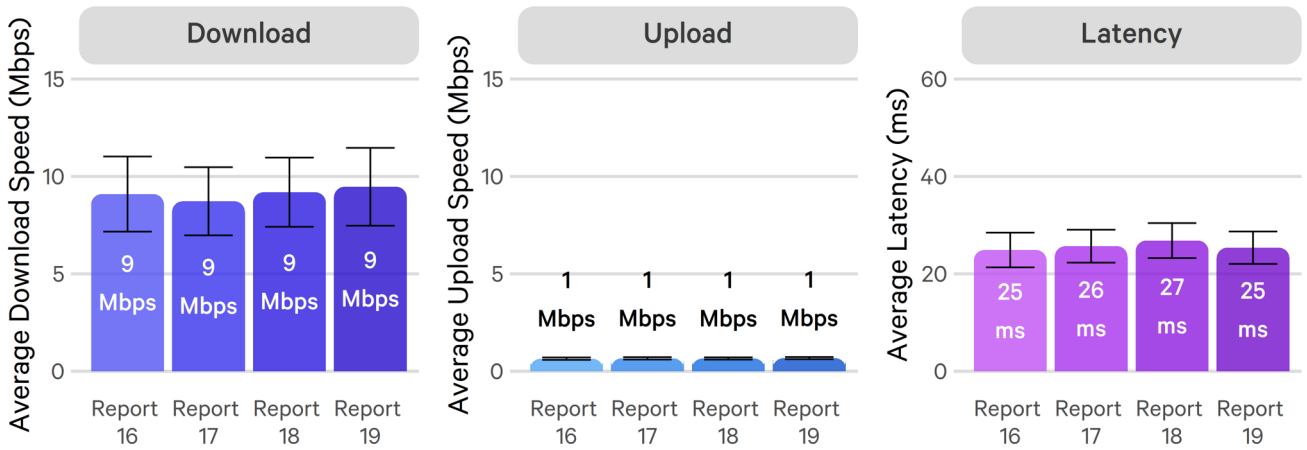 Download
Average Download Speed (Mbps)
15
10
5
0
9
Mbps
9
Mbps
9
Mbps
9
Mbps
Report
16
Report
17
Report
18
Report
19
Upload
Average Upload Speed (Mbps)
15
10
5
0
1
Mbps
1
Mbps
1
Mbps
1
Mbps
Report
16
Report
17
Report
18
Report
19
Latency
Average Latency (ms)
60
40
20
0
25
ms
26
ms
27
ms
25
ms
Report
16
Report
17
Report
18
Report
19